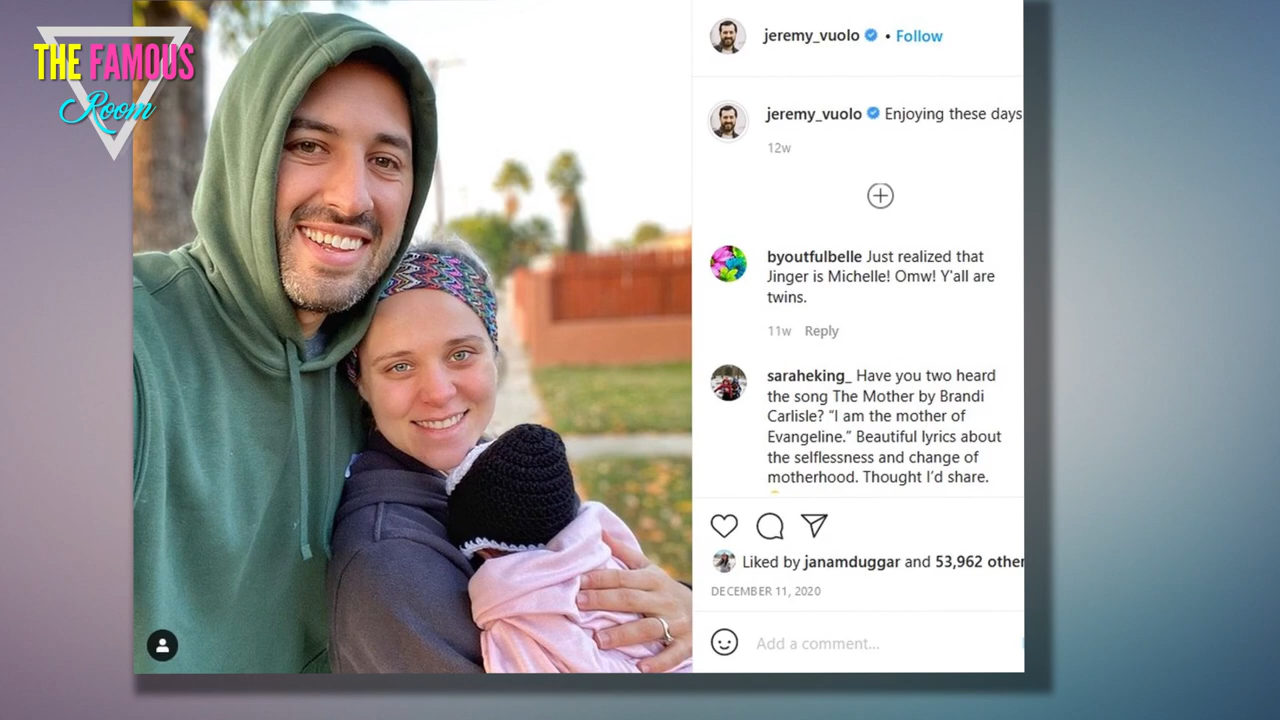 THE FAMOUS
Room
jeremy_vuolo • Follow
jeremy_vuolo Enjoying these days
12w
byoutfulbelle Just realized that
Jinger is Michelle! Omw! Y'all are
twins.
11w Reply
saraheking_ Have you two heard
the song The Mother by Brandi
Carlisle? “I am the mother of
Evangeline.” Beautiful lyrics about
the selflessness and change of
motherhood. Thought I’d share.
Liked by janamduggar and 53,962 other
DECEMBER 11, 2020
Add a comment...